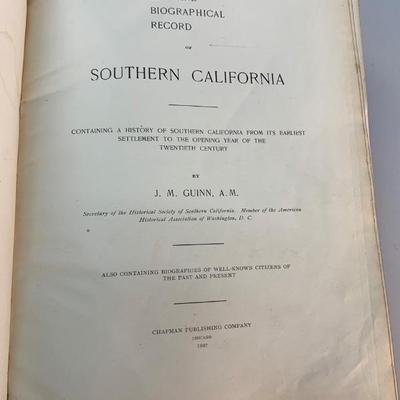 BIOGRAPHICAL
RECORD
OF
SOUTHERN CALIFORNIA
CONTAINING A HISTORY OF SOUTHERN CALIFORNIA FROM ITS EARLIEST
SETTLEMENT TO THE OPENING YEAR OF THE
TWENTIETH CENTURY
BY
J. M. GUINN, A. M.
Secretary of the Historical Society of Southern California. Member of the American
Historical Association of Washington, D. C.
ALSO CONTAINING BIOGRAPHIES OF WELL-KNOWN CITIZENS OF
THE PAST AND PRESENT
CHAPMAN PUBLISHING COMPANY
CHICAGO